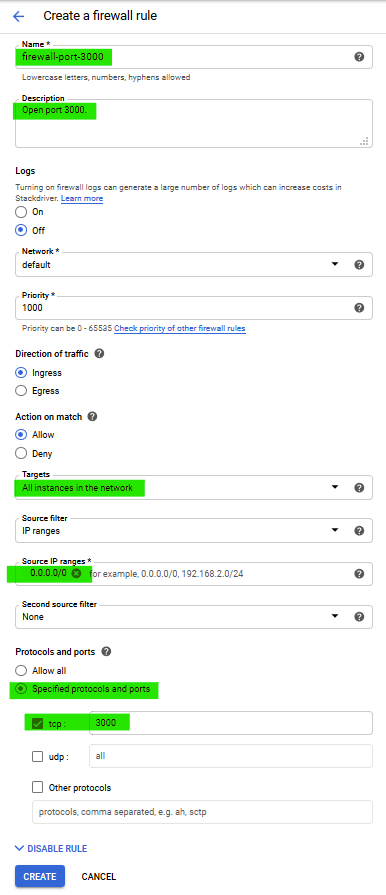 Create a firewall rule
Name *
firewall-port-3000
Lowercase letters, numbers, hyphens allowed
Description
Open port 3000.
Logs
Turning on firewall logs can generate a large number of logs which can increase costs in
Stackdriver. Learn more
On
Off
Network *
default
Priority *
1000
Priority can be 0 - 65535 Check priority of other firewall rules
Direction of traffic
Ingress
Egress
Action on match
Allow
Deny
Targets
All instances in the network
Source filter
IP ranges
Source IP ranges *
0.0.0.0/0 for example, 0.0.0.0/0, 192.168.2.0/24
Second source filter
None
Protocols and ports
Allow all
Specified protocols and ports
tcp : 3000
udp : all
Other protocols
protocols, comma separated, e.g. ah, sctp
DISABLE RULE
CREATE CANCEL